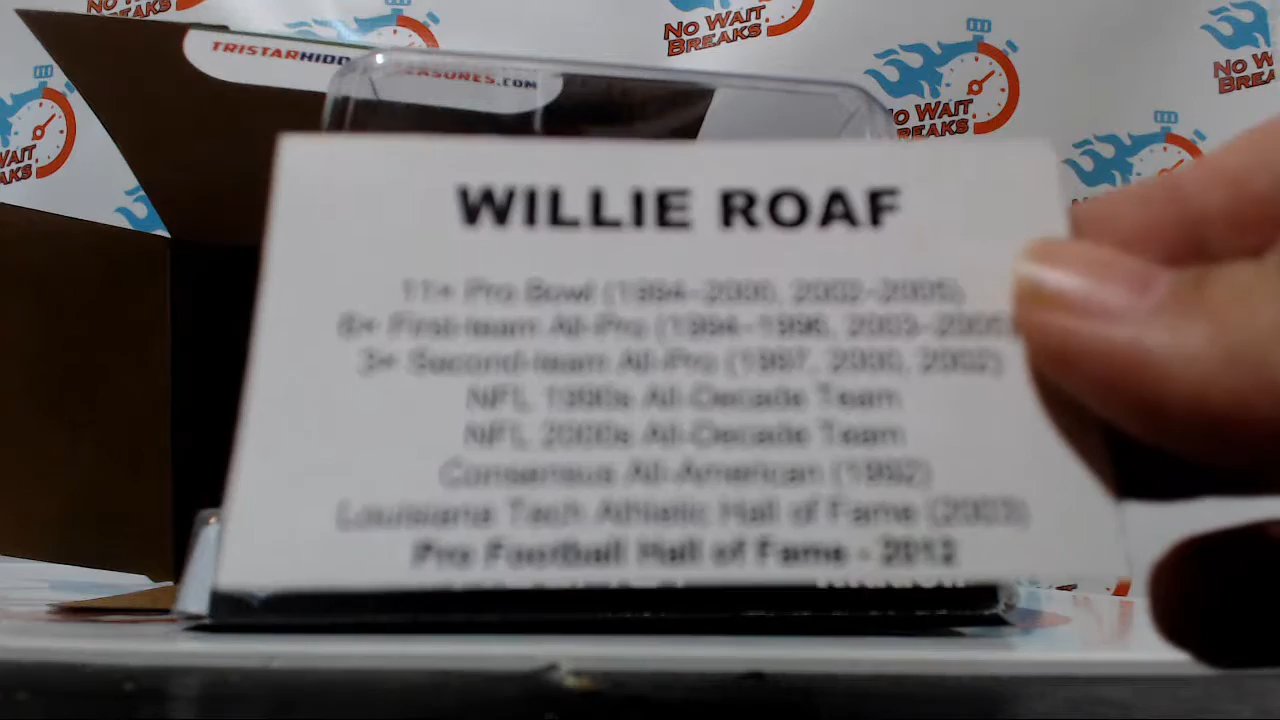 NO WAIT
BREAKS
NO WAIT
BREAKS
TRISTARHIDD EASURES.COM
NO WAIT
BREA
O WAIT
BREAKS
WAIT
BREAKS
WILLIE ROAF
11× Pro Bowl (1994–2000, 2002–2005)
6× First-team All-Pro (1994–1996, 2003–2005)
3× Second-team All-Pro (1997, 2000, 2002)
NFL 1990s All-Decade Team
NFL 2000s All-Decade Team
Consensus All-American (1992)
Louisiana Tech Athletic Hall of Fame (2003)
Pro Football Hall of Fame - 2012